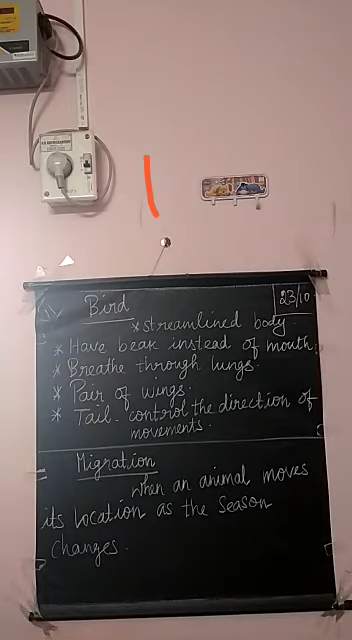 Bird
23/10
* streamlined body.
* Have beak instead of mouth.
* Breathe through lungs.
* Pair of wings.
* Tail - control the direction of
movements.
Migration
when an animal moves
its location as the season
changes.